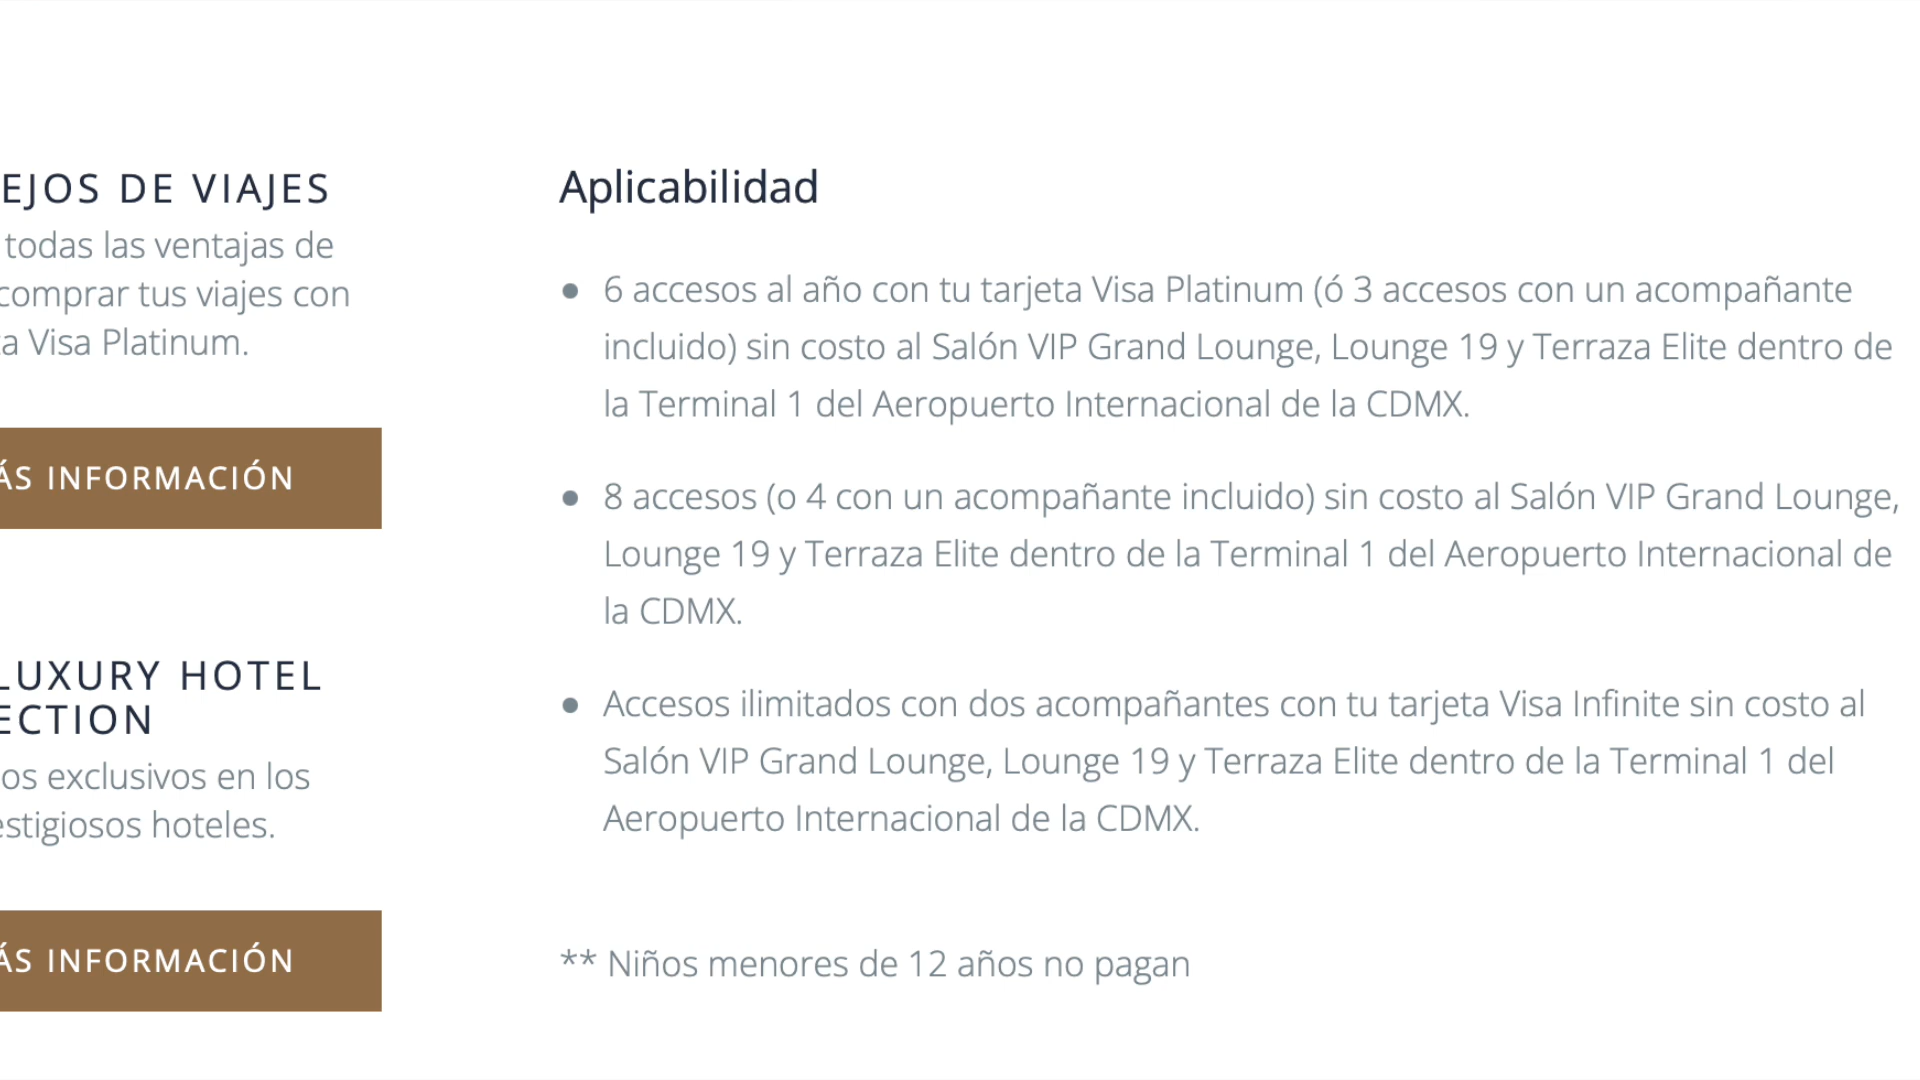 EJOS DE VIAJES
todas las ventajas de
comprar tus viajes con
a Visa Platinum.
ÁS INFORMACIÓN
LUXURY HOTEL
ECTION
os exclusivos en los
estigiosos hoteles.
ÁS INFORMACIÓN
Aplicabilidad
● 6 accesos al año con tu tarjeta Visa Platinum (ó 3 accesos con un acompañante
incluido) sin costo al Salón VIP Grand Lounge, Lounge 19 y Terraza Elite dentro de
la Terminal 1 del Aeropuerto Internacional de la CDMX.
● 8 accesos (o 4 con un acompañante incluido) sin costo al Salón VIP Grand Lounge,
Lounge 19 y Terraza Elite dentro de la Terminal 1 del Aeropuerto Internacional de
la CDMX.
● Accesos ilimitados con dos acompañantes con tu tarjeta Visa Infinite sin costo al
Salón VIP Grand Lounge, Lounge 19 y Terraza Elite dentro de la Terminal 1 del
Aeropuerto Internacional de la CDMX.
** Niños menores de 12 años no pagan